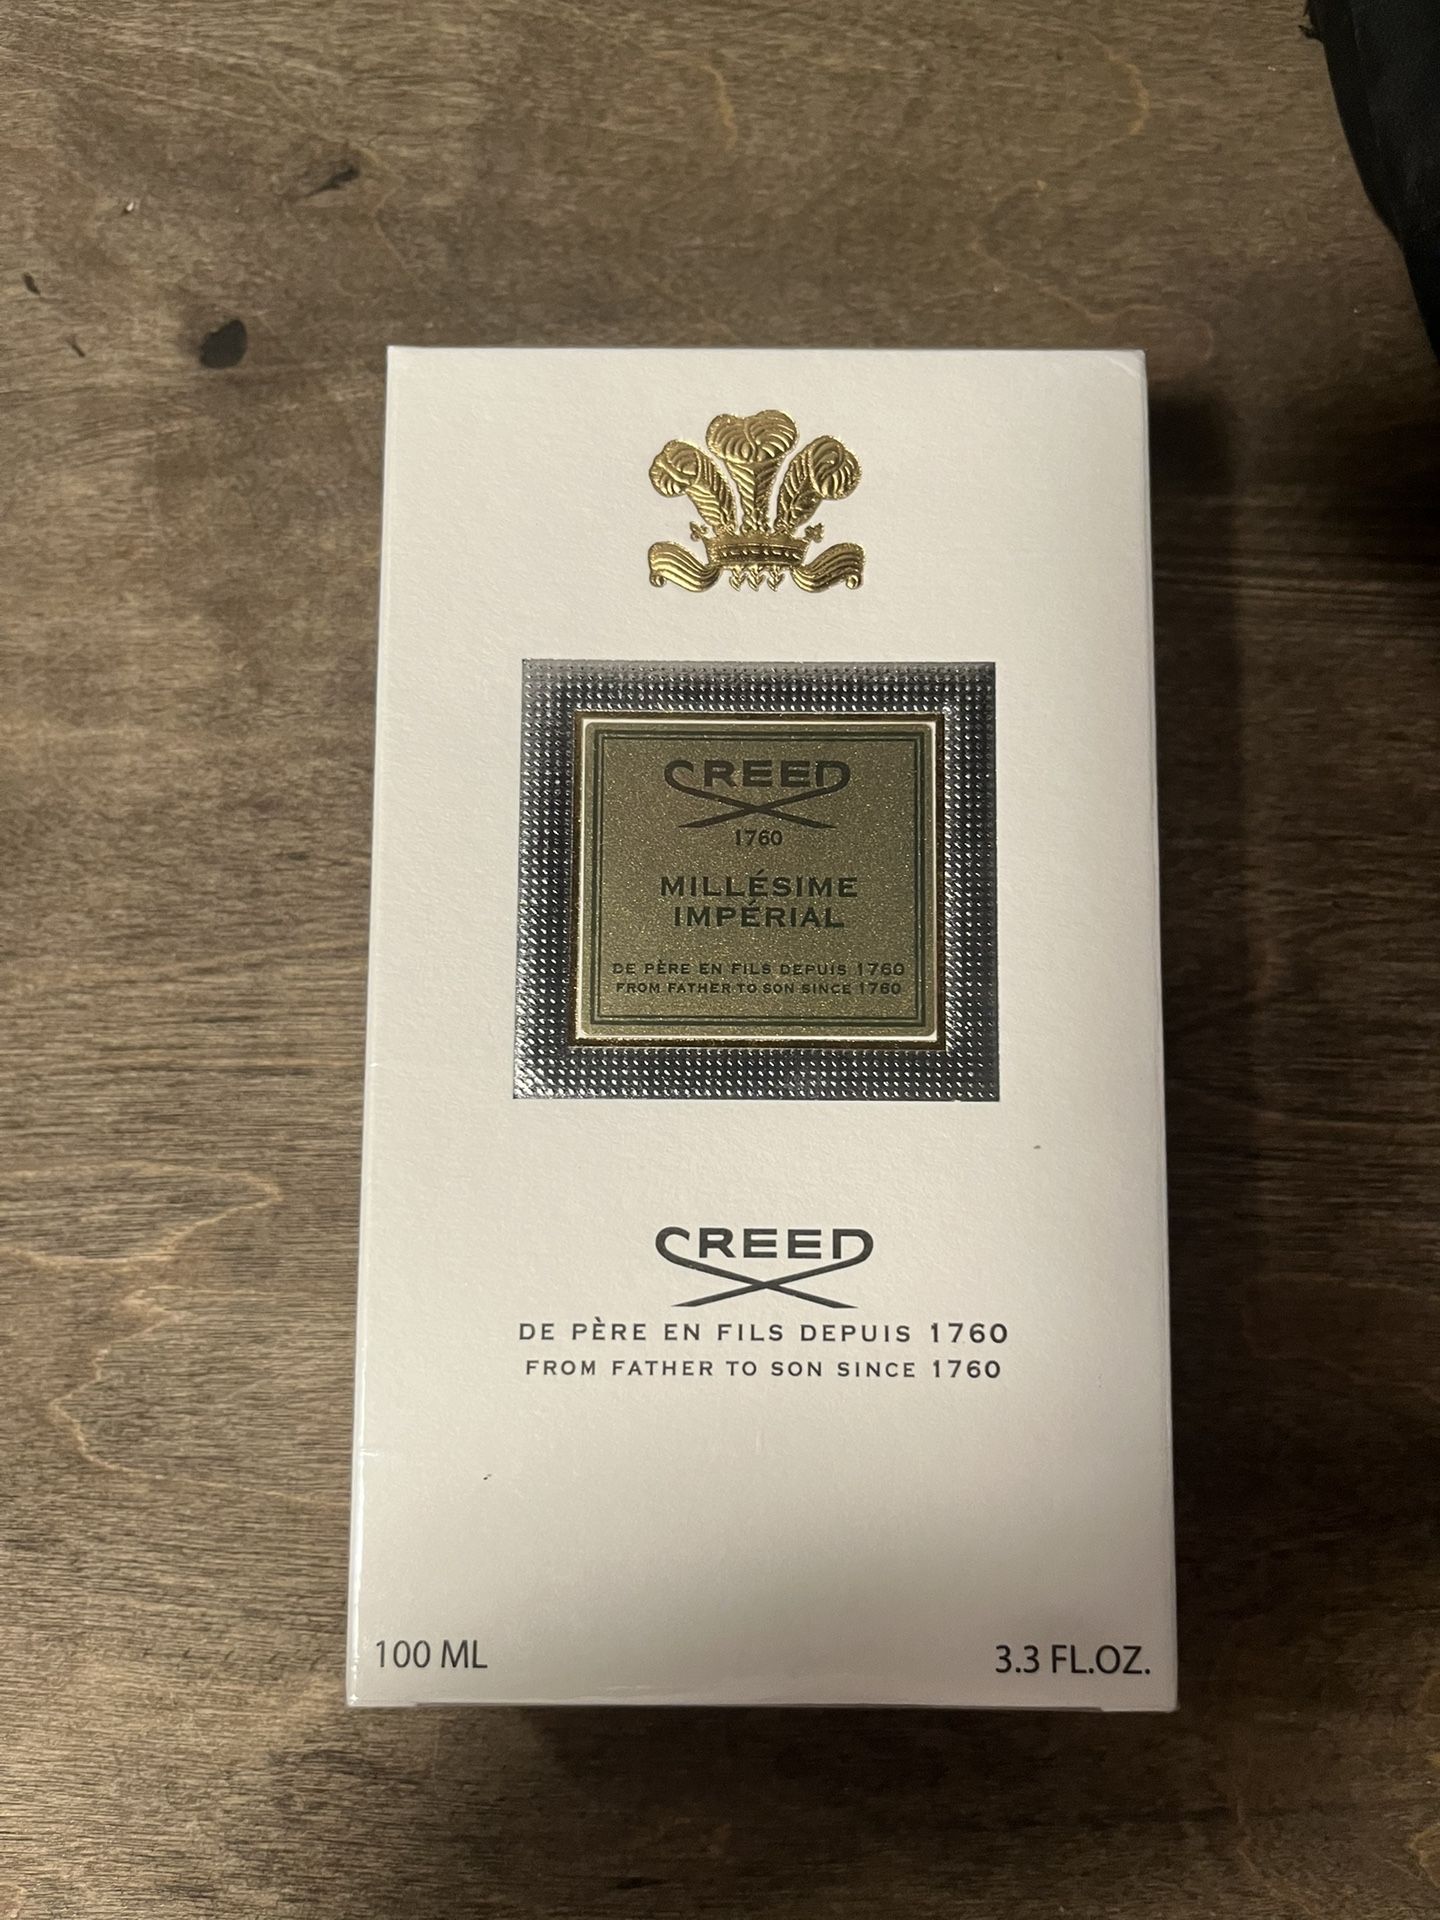 CREED
1760
MILLÉSIME
IMPÉRIAL
DE PÈRE EN FILS DEPUIS 1760
FROM FATHER TO SON SINCE 1760
CREED
DE PÈRE EN FILS DEPUIS 1760
FROM FATHER TO SON SINCE 1760
100 ML
3.3 FL.OZ.